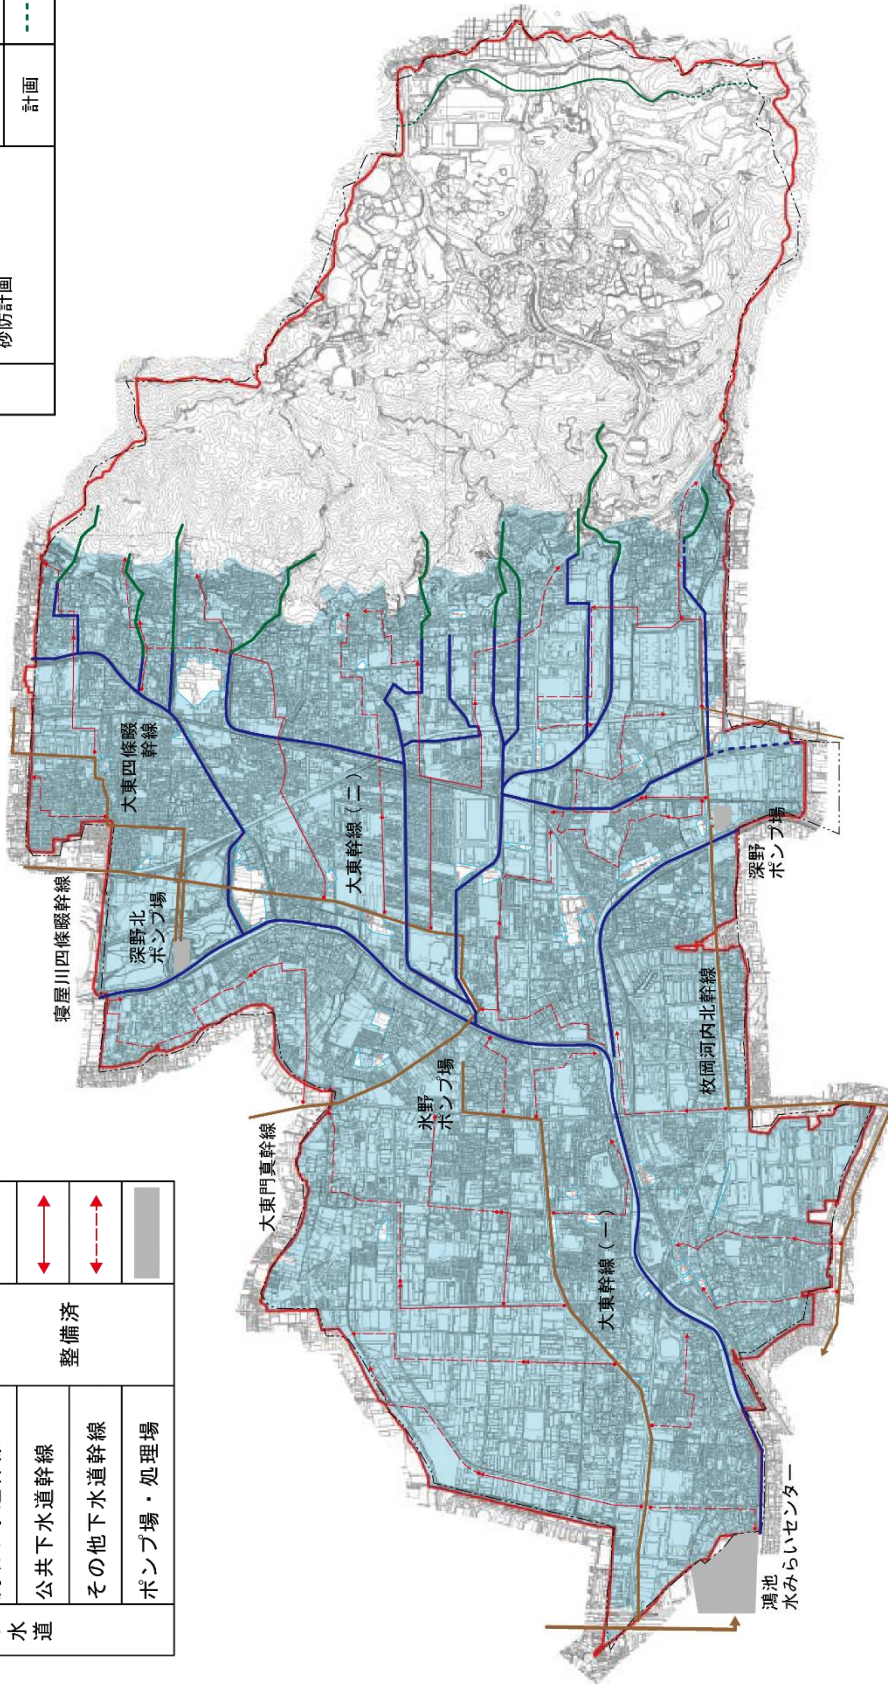 砂防計画
計画
大東四條畷
幹線
寝屋川四條畷幹線
深野北
ポンプ場
大東幹線（二）
大東門真幹線
氷野
ポンプ場
深野
ポンプ場
枚岡河内北幹線
大東幹線（一）
鴻池
水みらいセンター
水道
公共下水道幹線
その他下水道幹線
ポンプ場・処理場
整備済